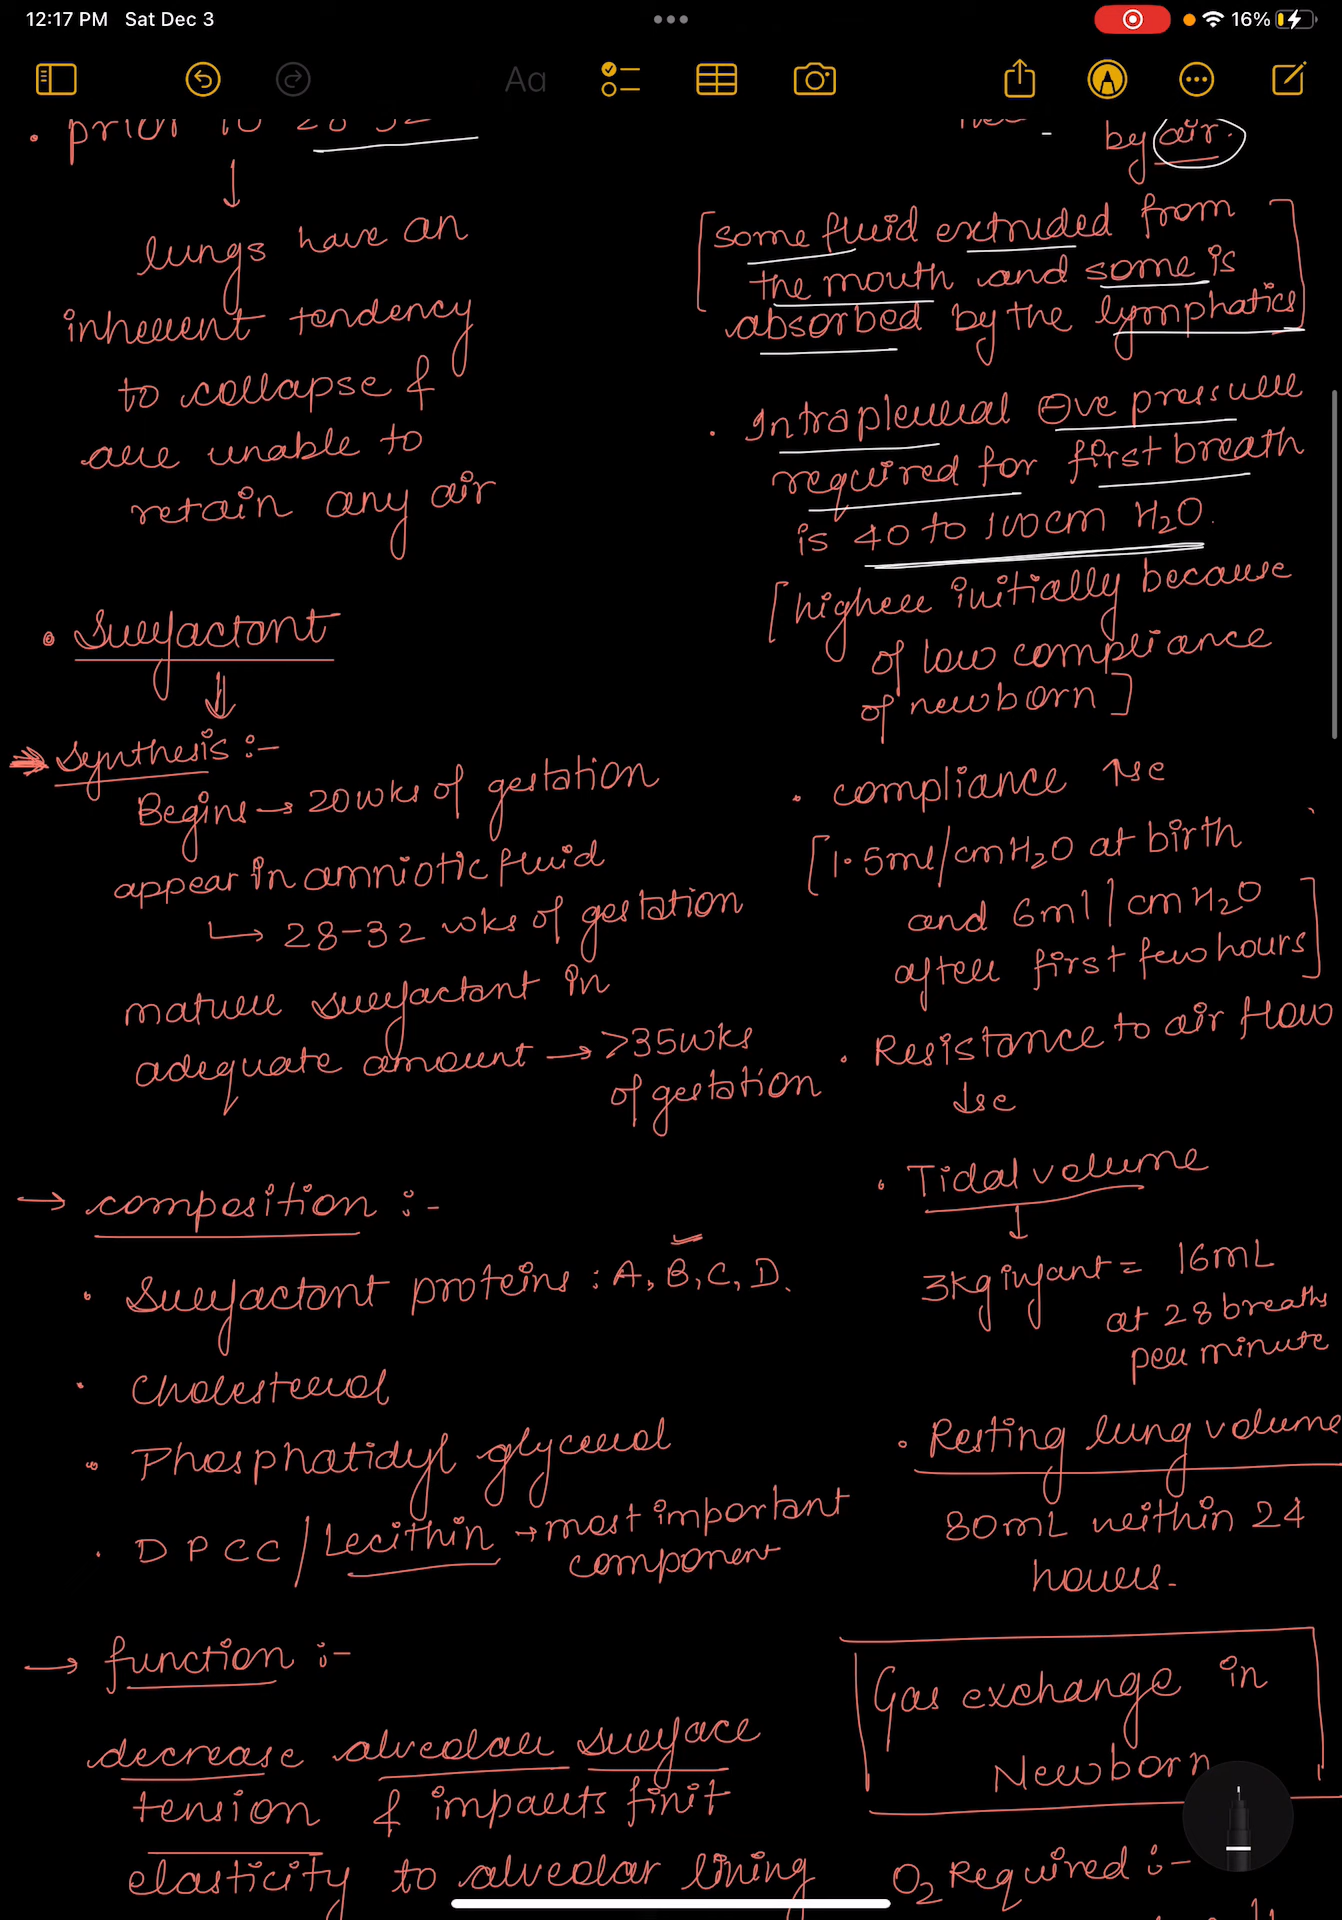 12:17 PM Sat Dec 3
16%
Aa
. prior to 28-32
↓
lungs have an
inherent tendency
to collapse &
are unable to
retain any air
• Surfactant
⇓
→ Synthesis :-
Begins → 20wks of gestation
appear in amniotic fluid
↳ 28-32 wks of gestation
mature surfactant in
adequate amount → >35wks
of gestation
→ composition :-
• Surfactant proteins : A, B, C, D.
• Cholesterol
• Phosphatidyl glycerol
• DPCC / Lecithin → most important
component
→ function :-
decrease alveolar surface
tension & imparts finit
elasticity to alveolar lining
by air.
[some fluid extruded from
the mouth and some is
absorbed by the lymphatics]
• Intrapleural ⊖ve pressure
required for first breath
is 40 to 100cm H₂O.
[higher initially because
of low compliance
of newborn]
• compliance ↑se
[1.5ml/cmH₂O at birth
and 6ml/cmH₂O
after first few hours]
• Resistance to air flow
↓se
• Tidal volume
↓
3kg infant = 16mL
at 28 breaths
per minute
• Resting lung volume
80mL within 24
hours.
Gas exchange in
Newborn
O₂ Required :-